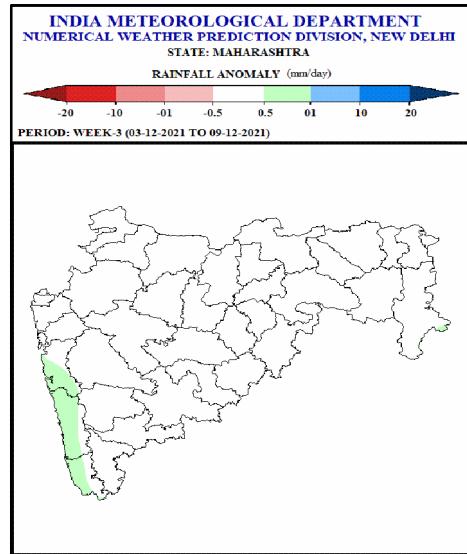 INDIA METEOROLOGICAL DEPARTMENT
NUMERICAL WEATHER PREDICTION DIVISION, NEW DELHI
STATE: MAHARASHTRA
RAINFALL ANOMALY (mm/day)
-20 -10 -01 -0.5 0.5 01 10 20
PERIOD: WEEK-3 (03-12-2021 TO 09-12-2021)